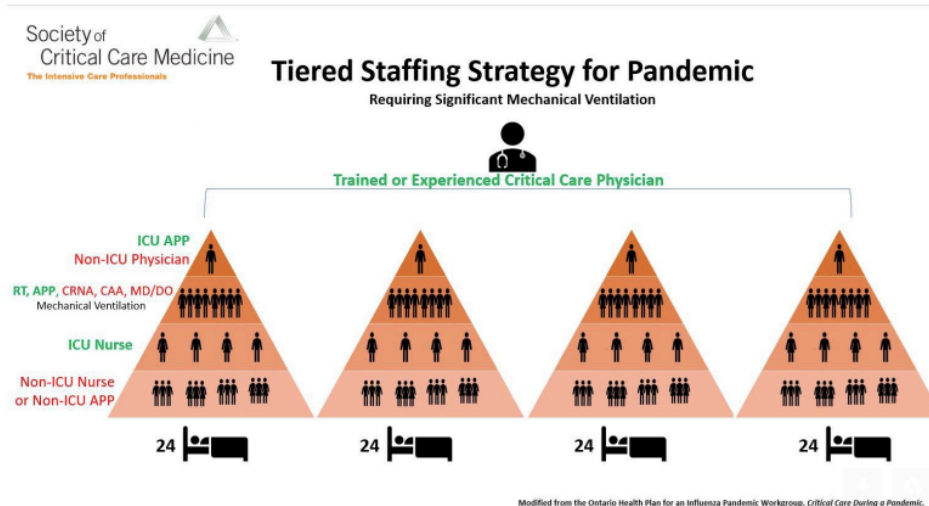 Society of
Critical Care Medicine
The Intensive Care Professionals
Tiered Staffing Strategy for Pandemic
Requiring Significant Mechanical Ventilation
Trained or Experienced Critical Care Physician
ICU APP
Non-ICU Physician
RT, APP, CRNA, CAA, MD/DO
Mechanical Ventilation
ICU Nurse
Non-ICU Nurse
or Non-ICU APP
24 24 24 24
Modified from the Ontario Health Plan for an Influenza Pandemic Workgroup. Critical Care During a Pandemic.